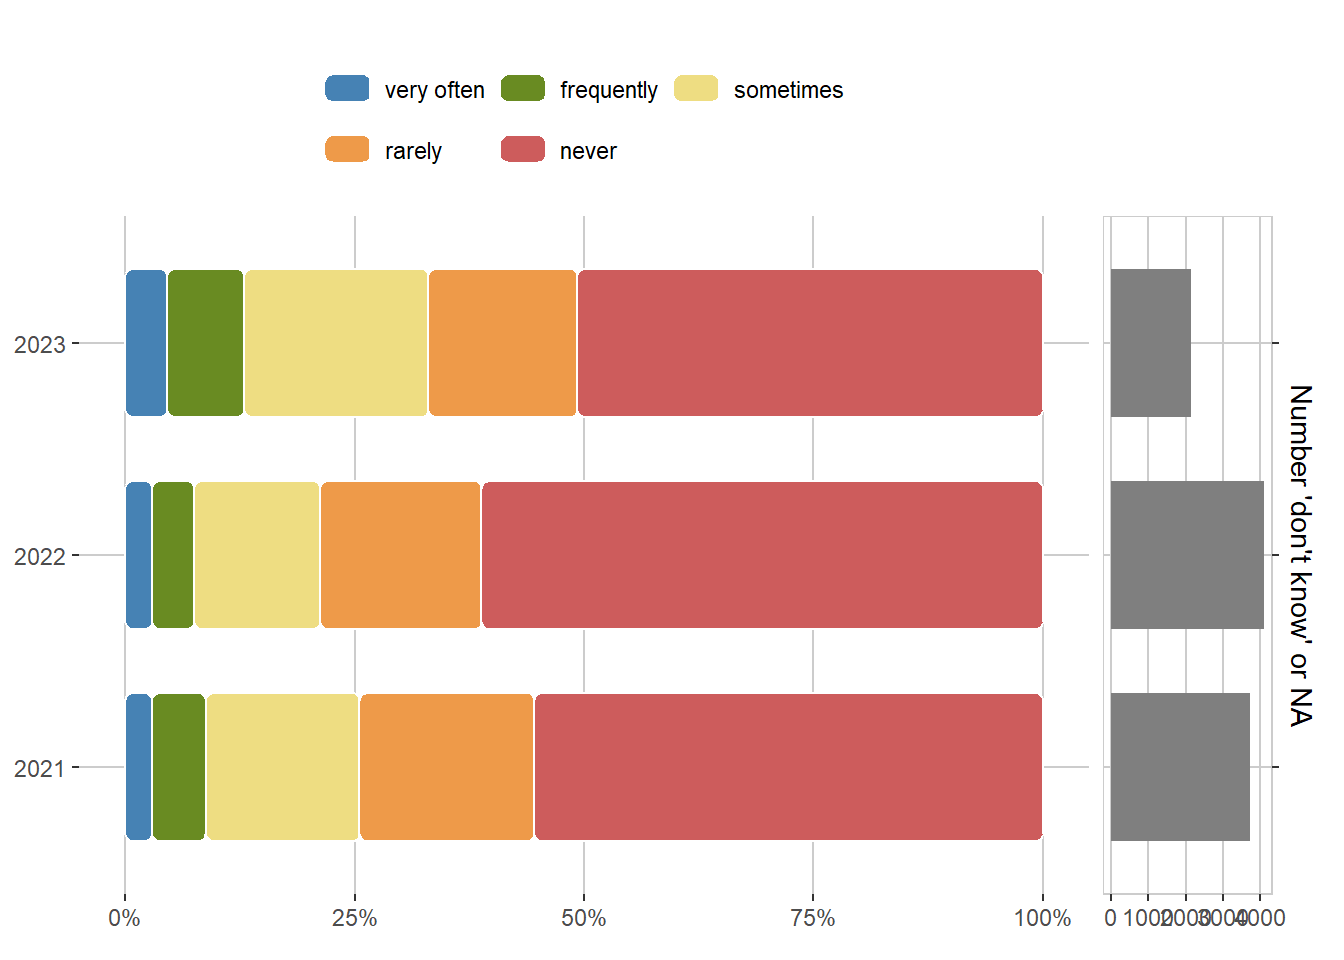 very often frequently sometimes
rarely never
2023
2022
2021
0% 25% 50% 75% 100%
0 1000 2000 3000 4000
Number 'don't know' or NA